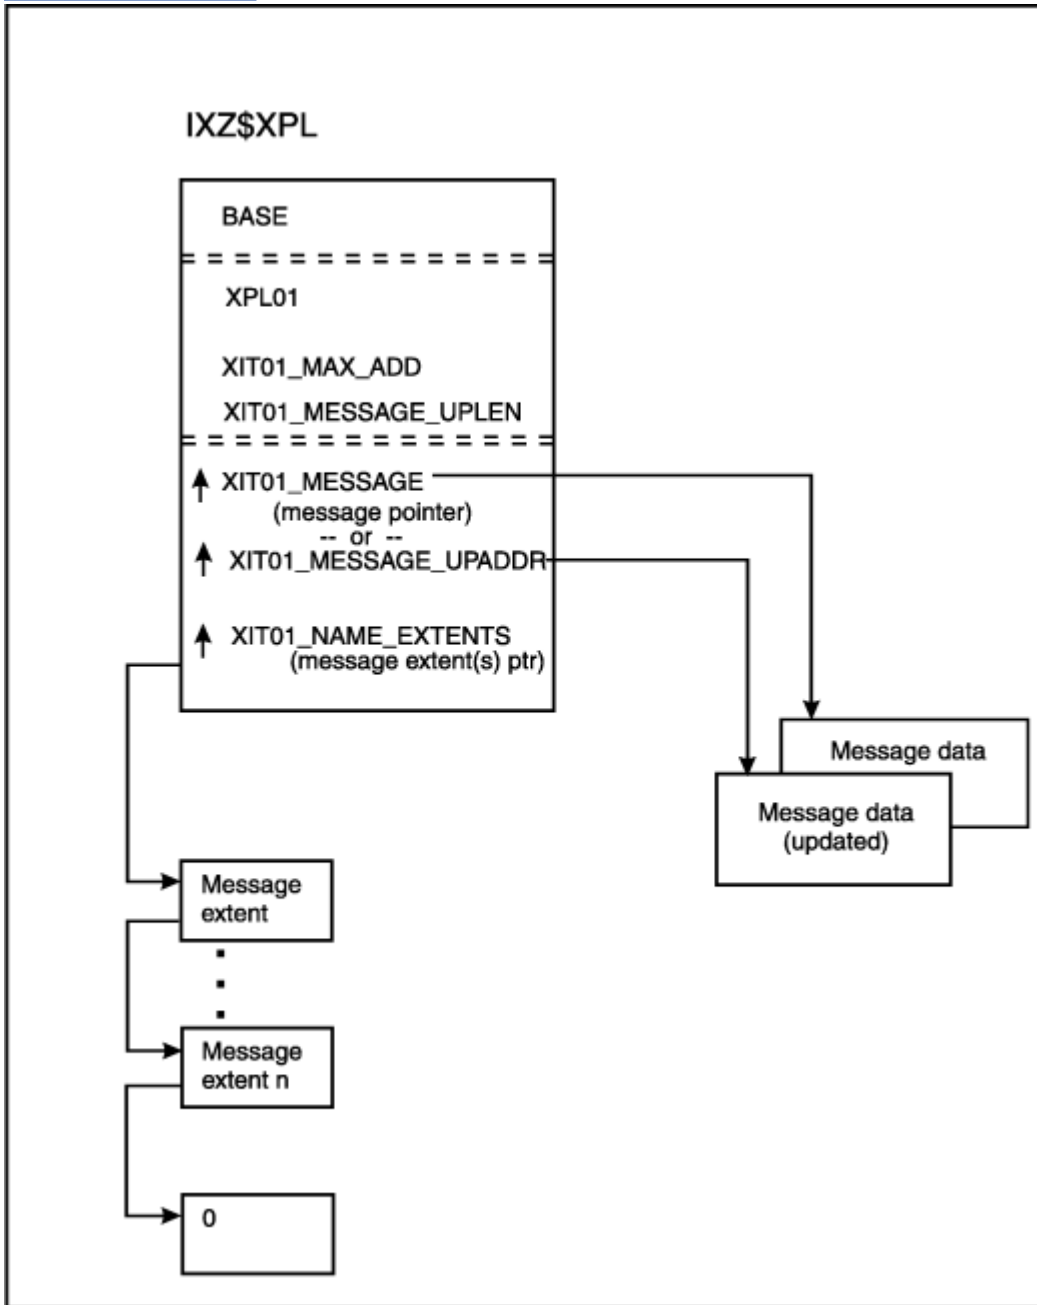 IXZ$XPL
BASE
XPL01
XIT01_MAX_ADD
XIT01_MESSAGE_UPLEN
XIT01_MESSAGE
(message pointer)
-- or --
XIT01_MESSAGE_UPADDR
XIT01_NAME_EXTENTS
(message extent(s) ptr)
Message data
Message data
(updated)
Message
extent
Message
extent n
0